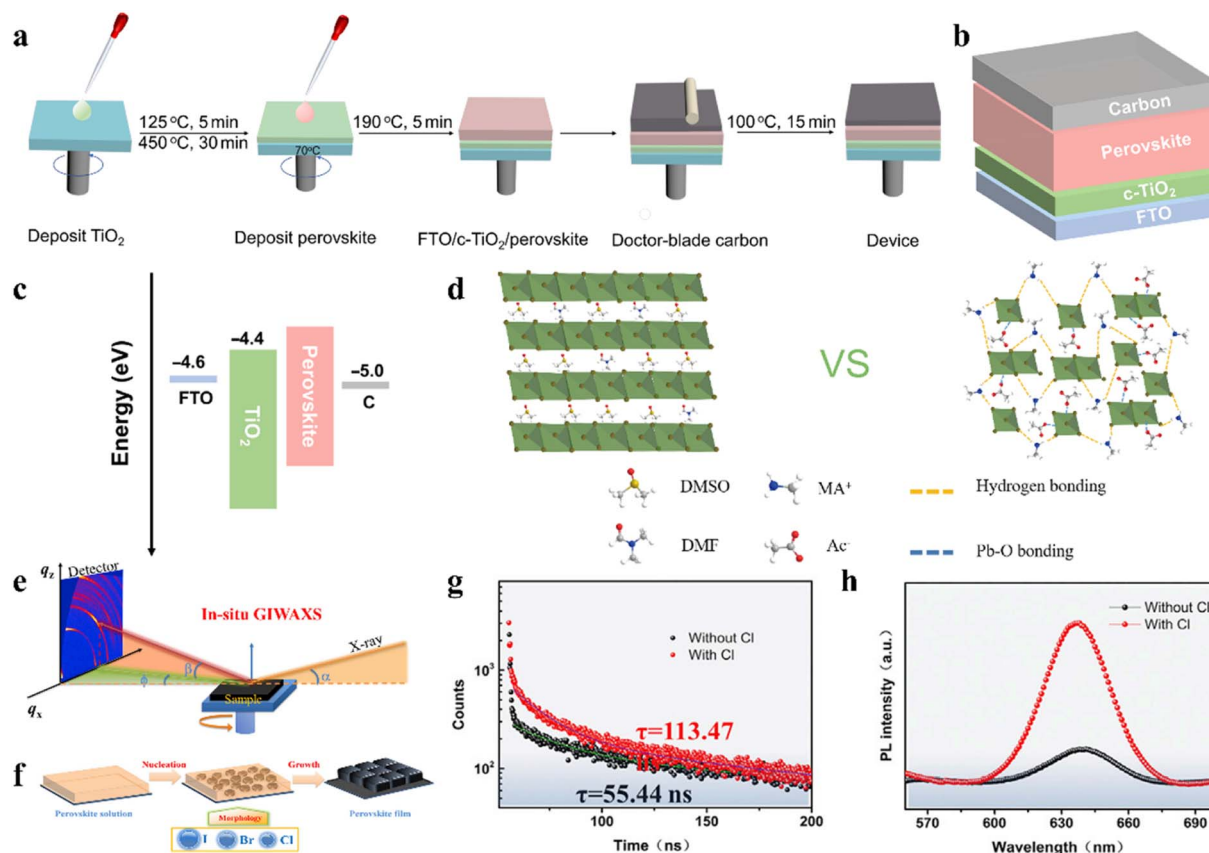 a
125 °C, 5 min
450 °C, 30 min
70°C
190 °C, 5 min
100 °C, 15 min
Deposit TiO2
Deposit perovskite
FTO/c-TiO2/perovskite
Doctor-blade carbon
Device
b
Carbon
Perovskite
c-TiO2
FTO
c
Energy (eV)
−4.6
FTO
−4.4
TiO2
Perovskite
−5.0
C
d
VS
DMSO
MA+
Hydrogen bonding
DMF
Ac-
Pb-O bonding
e
qz
Detector
In-situ GIWAXS
X-ray
β
ϕ
α
Sample
qx
f
Nucleation
Growth
Perovskite solution
Morphology
Perovskite film
I
Br
Cl
g
Without Cl
With Cl
Counts
10³
10²
τ=113.47
τ=55.44 ns
100
150
200
Time (ns)
h
Without Cl
With Cl
PL intensity (a.u.)
570
600
630
660
690
Wavelength (nm)